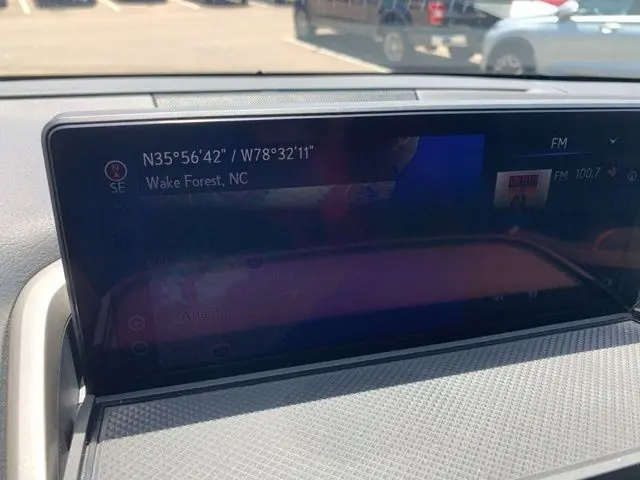 N35°56'42" / W78°32'11"
FM
N
SE
Wake Forest, NC
FM 100.7